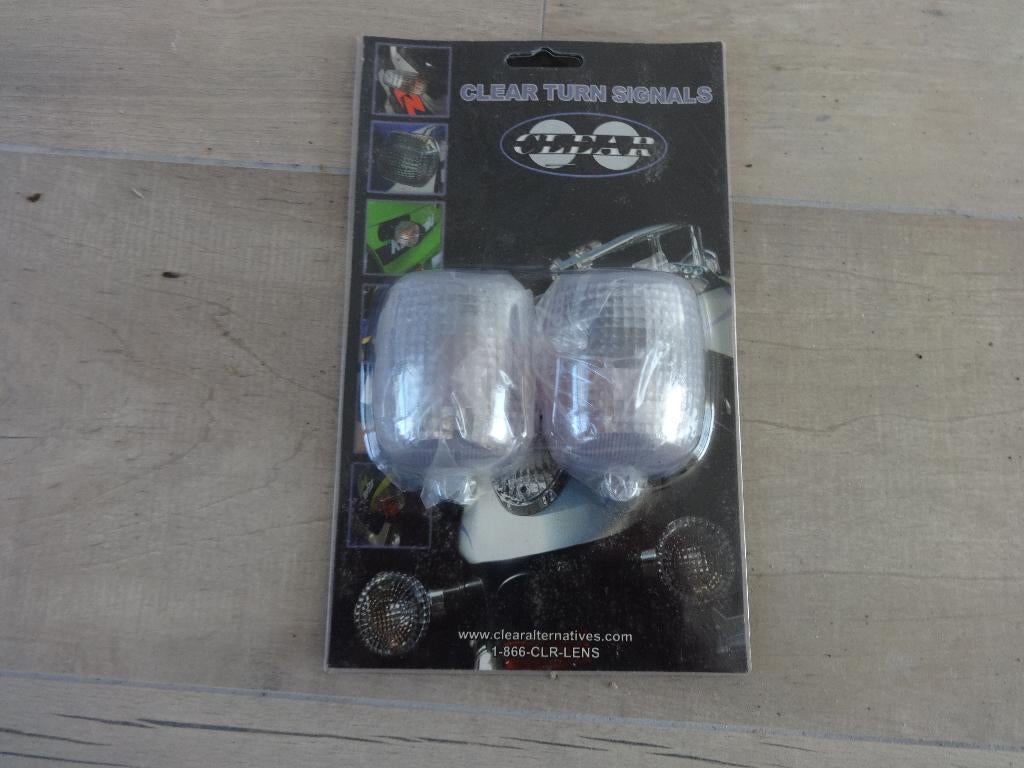 CLEAR TURN SIGNALS
CLEAR
www.clearalternatives.com
1-866-CLR-LENS